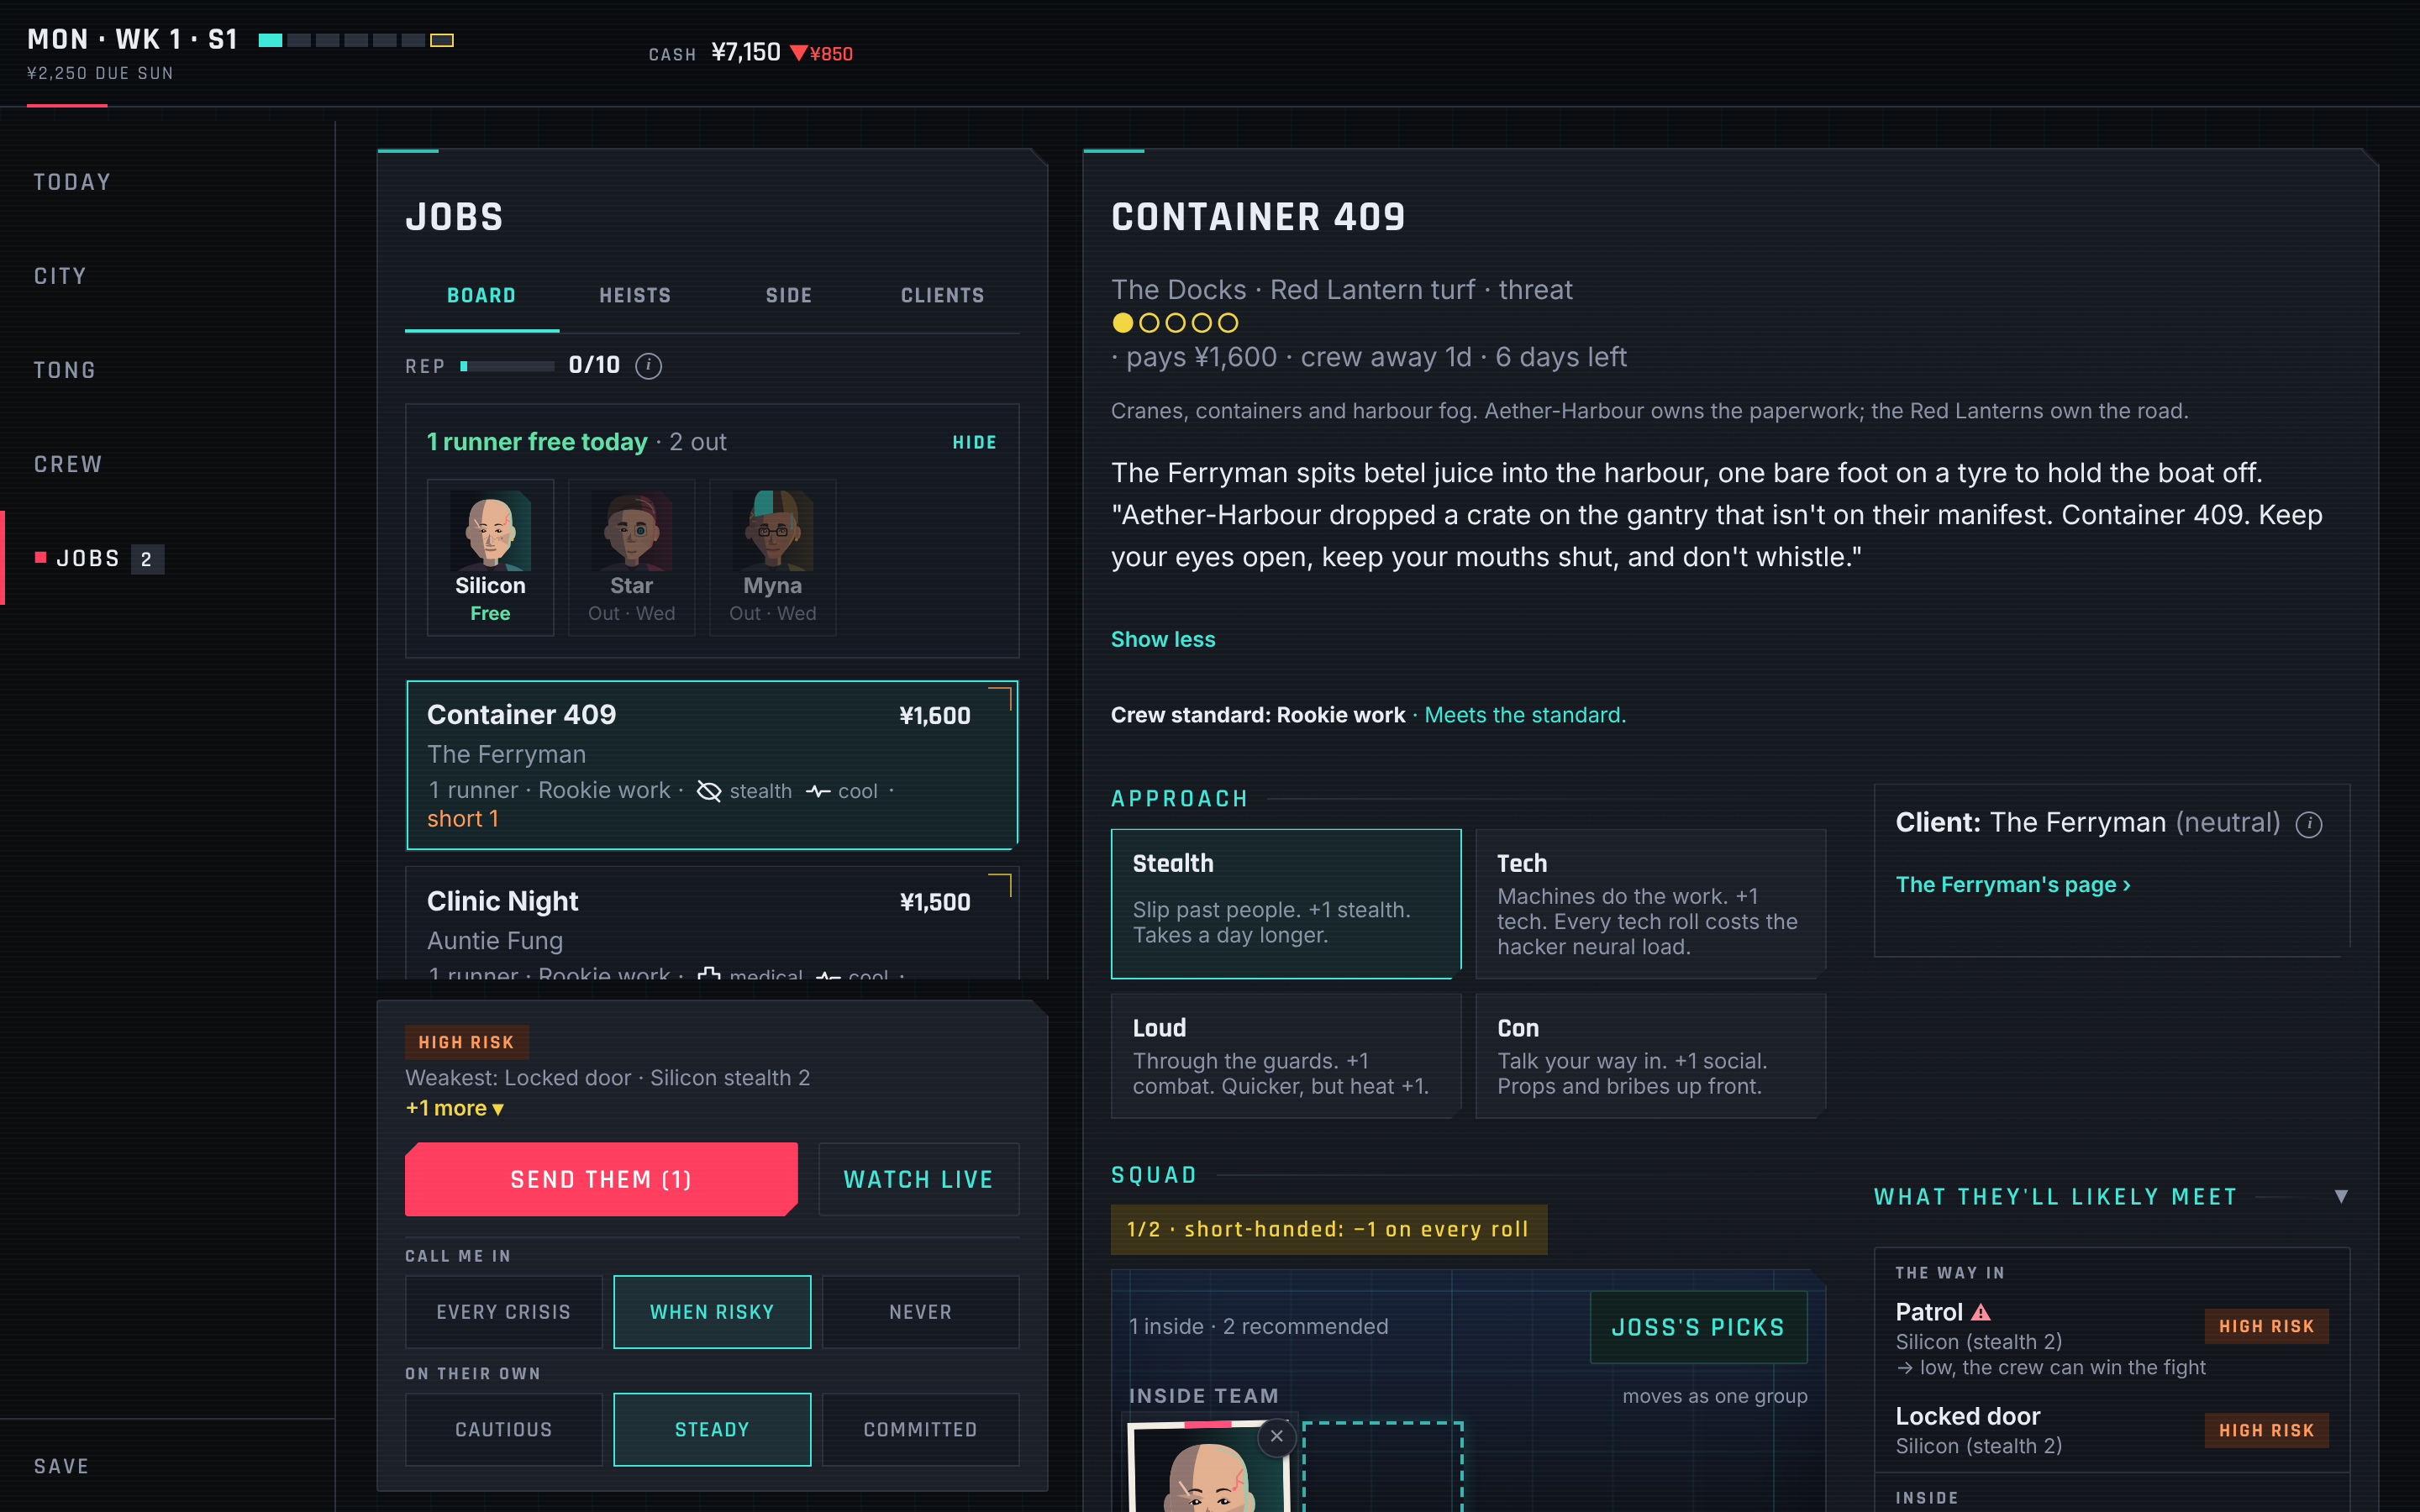 MON · WK 1 · S1
¥2,250 DUE SUN
CASH ¥7,150 ▼¥850
TODAY
CITY
TONG
CREW
JOBS 2
SAVE
JOBS
BOARD HEISTS SIDE CLIENTS
REP 0/10 i
1 runner free today · 2 out HIDE
Silicon Star Myna
Free Out · Wed Out · Wed
Container 409 ¥1,600
The Ferryman
1 runner · Rookie work · stealth cool ·
short 1
Clinic Night ¥1,500
Auntie Fung
1 runner · Rookie work · medical cool ·
HIGH RISK
Weakest: Locked door · Silicon stealth 2
+1 more ▾
SEND THEM (1) WATCH LIVE
CALL ME IN
EVERY CRISIS WHEN RISKY NEVER
ON THEIR OWN
CAUTIOUS STEADY COMMITTED
CONTAINER 409
The Docks · Red Lantern turf · threat
· pays ¥1,600 · crew away 1d · 6 days left
Cranes, containers and harbour fog. Aether-Harbour owns the paperwork; the Red Lanterns own the road.
The Ferryman spits betel juice into the harbour, one bare foot on a tyre to hold the boat off.
"Aether-Harbour dropped a crate on the gantry that isn't on their manifest. Container 409. Keep
your eyes open, keep your mouths shut, and don't whistle."
Show less
Crew standard: Rookie work · Meets the standard.
APPROACH
Stealth
Slip past people. +1 stealth.
Takes a day longer.
Tech
Machines do the work. +1
tech. Every tech roll costs the
hacker neural load.
Loud
Through the guards. +1
combat. Quicker, but heat +1.
Con
Talk your way in. +1 social.
Props and bribes up front.
Client: The Ferryman (neutral) i
The Ferryman's page ›
SQUAD
1/2 · short-handed: −1 on every roll
1 inside · 2 recommended JOSS'S PICKS
INSIDE TEAM moves as one group
WHAT THEY'LL LIKELY MEET ▼
THE WAY IN
Patrol
Silicon (stealth 2)
→ low, the crew can win the fight
HIGH RISK
Locked door
Silicon (stealth 2)
HIGH RISK
INSIDE